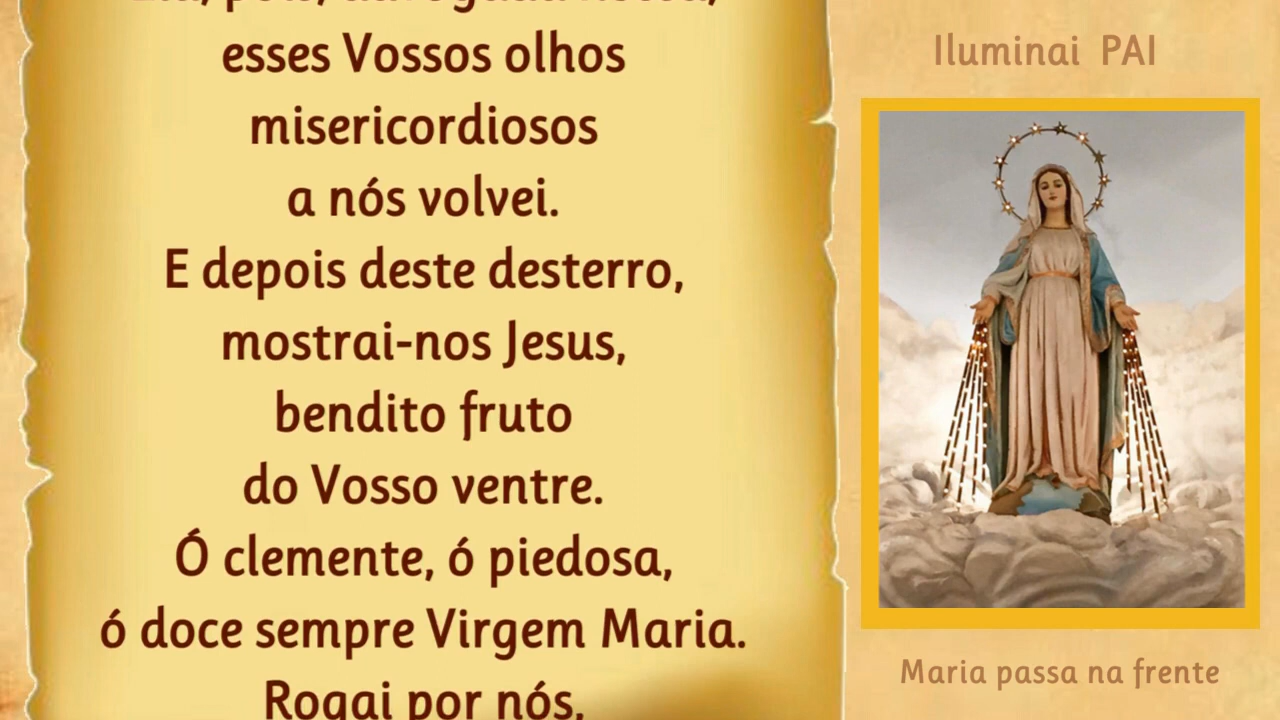 esses Vossos olhos
misericordiosos
a nós volvei.
E depois deste desterro,
mostrai-nos Jesus,
bendito fruto
do Vosso ventre.
Ó clemente, ó piedosa,
ó doce sempre Virgem Maria.
Rogai por nós,
Iluminai PAI
Maria passa na frente